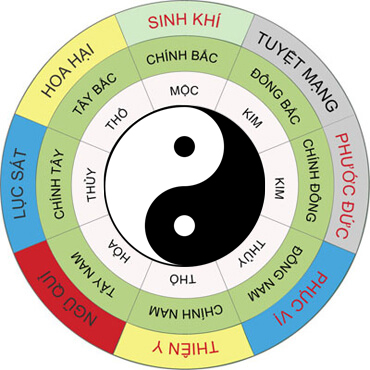 SINH KHÍ
TUYỆT MẠNG
PHƯỚC ĐỨC
PHỤC VỊ
THIÊN Y
NGŨ QUỈ
LỤC SÁT
HOẠ HẠI
CHÍNH BẮC
ĐÔNG BẮC
CHÍNH ĐÔNG
ĐÔNG NAM
CHÍNH NAM
TÂY NAM
CHÍNH TÂY
TÂY BẮC
MỘC
KIM
KIM
THỦY
THỔ
HỎA
THỦY
THỔ